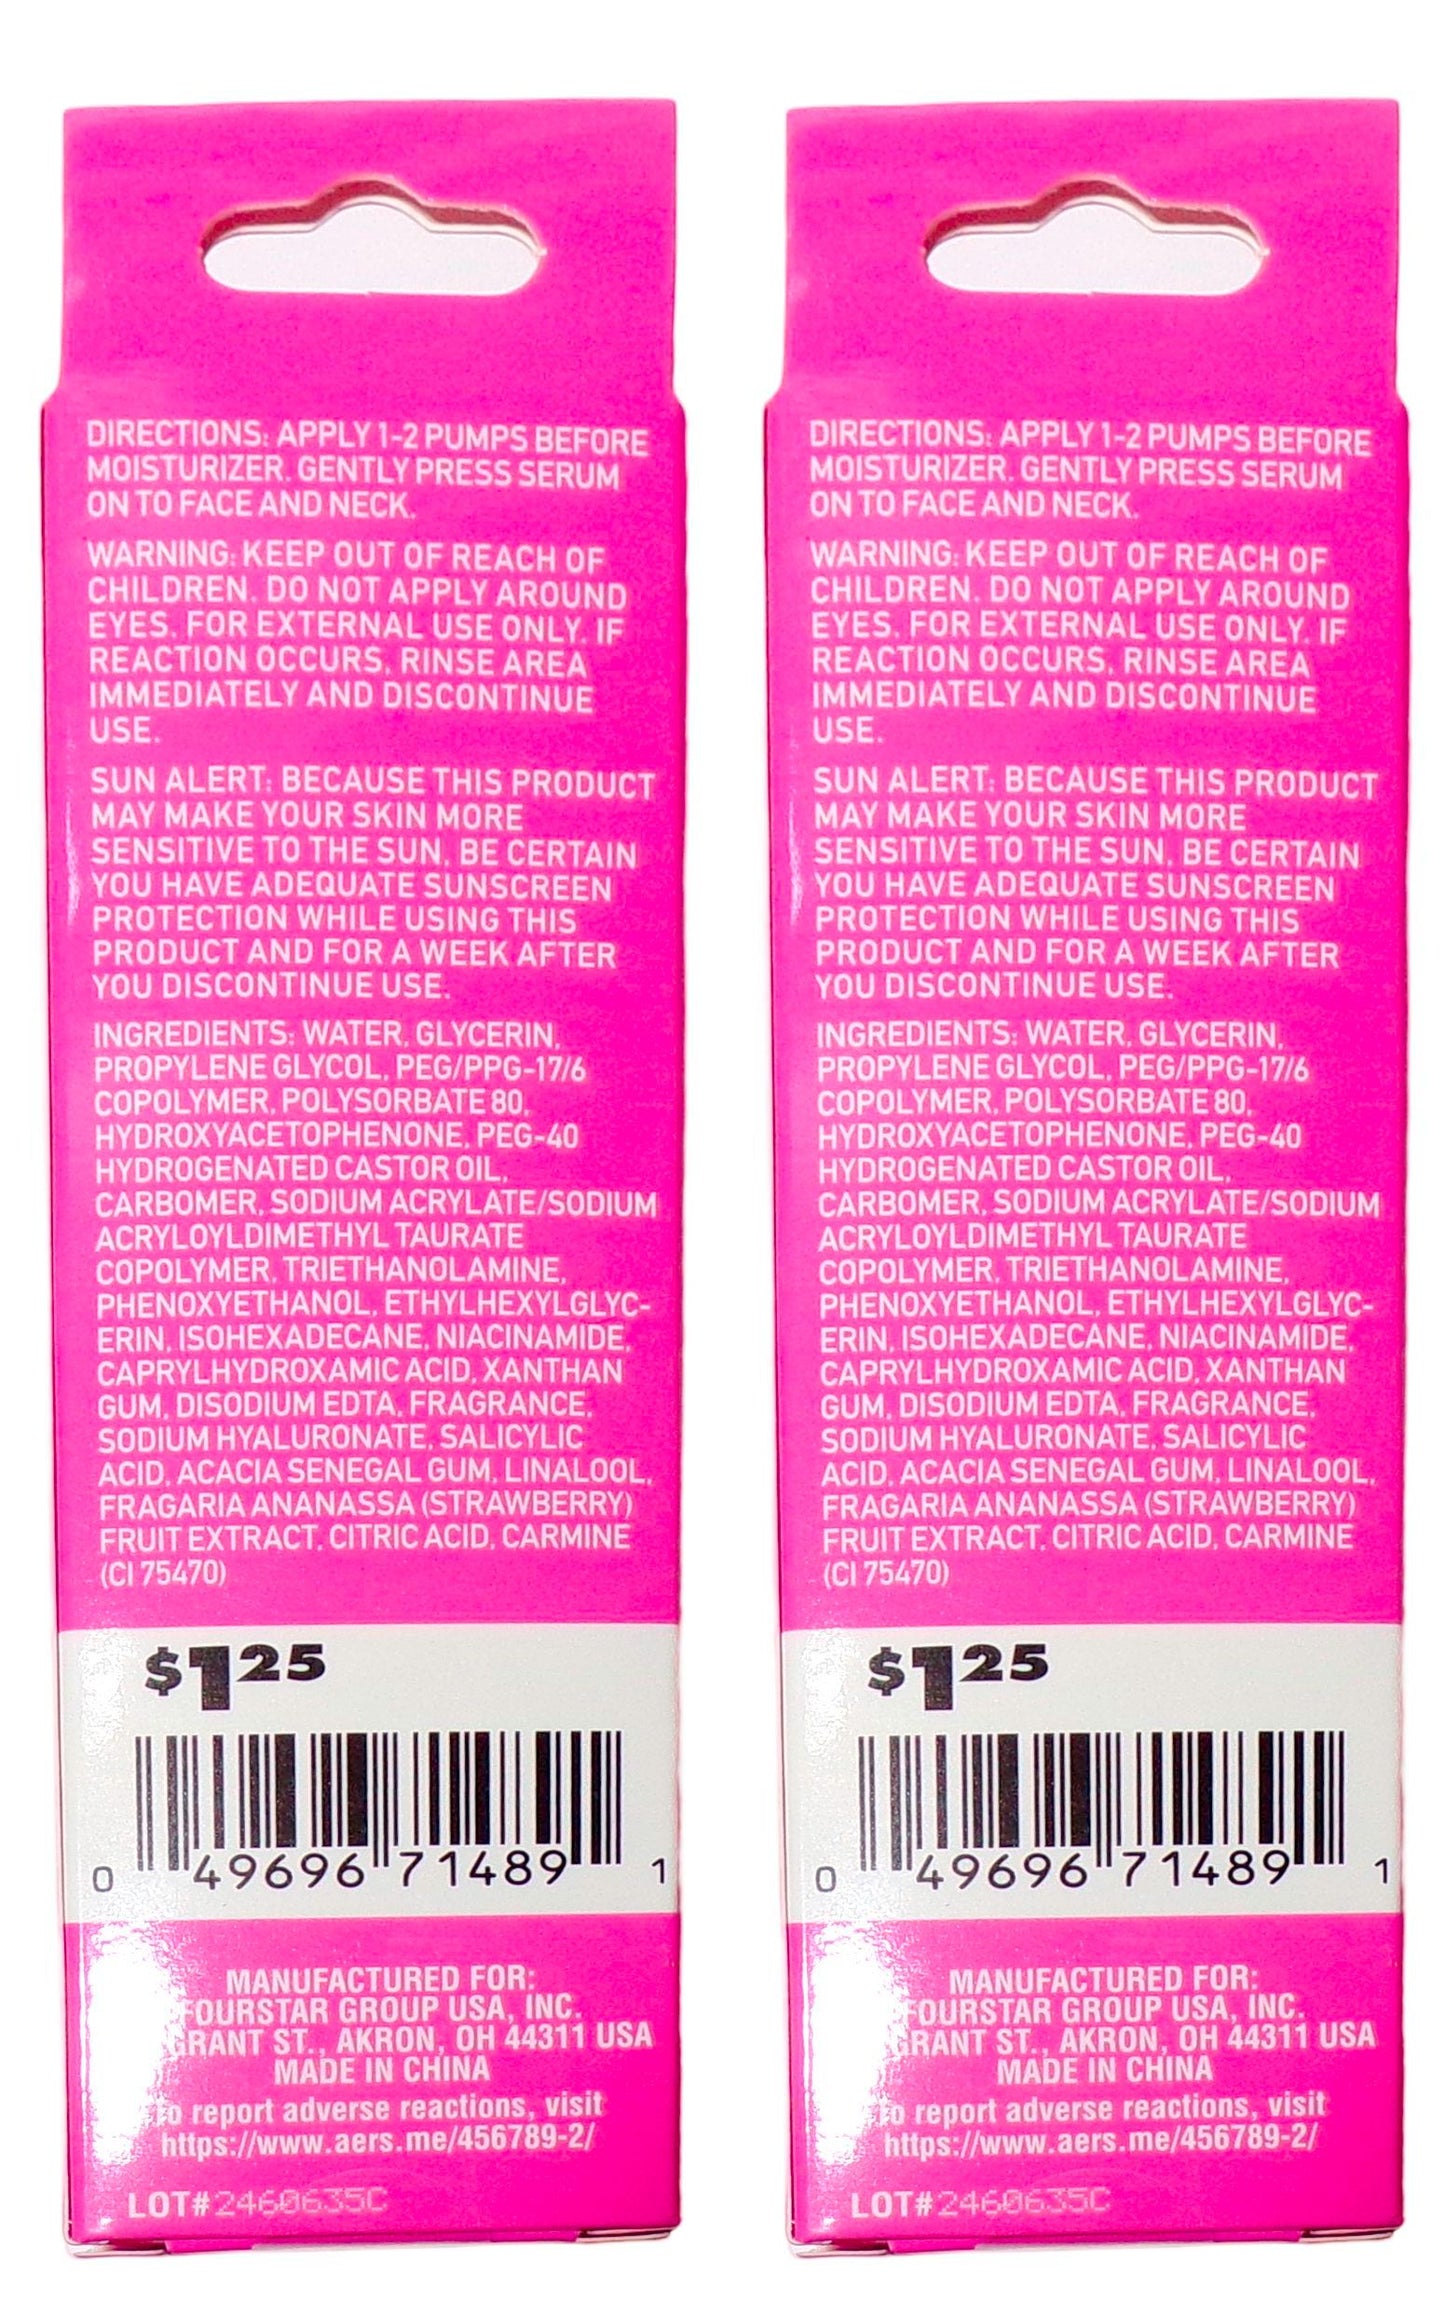 DIRECTIONS: APPLY 1-2 PUMPS BEFORE
MOISTURIZER. GENTLY PRESS SERUM
ON TO FACE AND NECK.
WARNING: KEEP OUT OF REACH OF
CHILDREN. DO NOT APPLY AROUND
EYES. FOR EXTERNAL USE ONLY. IF
REACTION OCCURS, RINSE AREA
IMMEDIATELY AND DISCONTINUE
USE.
SUN ALERT: BECAUSE THIS PRODUCT
MAY MAKE YOUR SKIN MORE
SENSITIVE TO THE SUN, BE CERTAIN
YOU HAVE ADEQUATE SUNSCREEN
PROTECTION WHILE USING THIS
PRODUCT AND FOR A WEEK AFTER
YOU DISCONTINUE USE.
INGREDIENTS: WATER, GLYCERIN,
PROPYLENE GLYCOL, PEG/PPG-17/6
COPOLYMER, POLYSORBATE 80,
HYDROXYACETOPHENONE, PEG-40
HYDROGENATED CASTOR OIL,
CARBOMER, SODIUM ACRYLATE/SODIUM
ACRYLOYLDIMETHYL TAURATE
COPOLYMER, TRIETHANOLAMINE,
PHENOXYETHANOL, ETHYLHEXYLGLYC-
ERIN, ISOHEXADECANE, NIACINAMIDE,
CAPRYLHYDROXAMIC ACID, XANTHAN
GUM, DISODIUM EDTA, FRAGRANCE,
SODIUM HYALURONATE, SALICYLIC
ACID, ACACIA SENEGAL GUM, LINALOOL,
FRAGARIA ANANASSA (STRAWBERRY)
FRUIT EXTRACT, CITRIC ACID, CARMINE
(CI 75470)
$1.25
0 49696 71489 1
MANUFACTURED FOR:
FOURSTAR GROUP USA, INC.
GRANT ST., AKRON, OH 44311 USA
MADE IN CHINA
To report adverse reactions, visit
https://www.aers.me/456789-2/
LOT#2460635C
DIRECTIONS: APPLY 1-2 PUMPS BEFORE
MOISTURIZER. GENTLY PRESS SERUM
ON TO FACE AND NECK.
WARNING: KEEP OUT OF REACH OF
CHILDREN. DO NOT APPLY AROUND
EYES. FOR EXTERNAL USE ONLY. IF
REACTION OCCURS, RINSE AREA
IMMEDIATELY AND DISCONTINUE
USE.
SUN ALERT: BECAUSE THIS PRODUCT
MAY MAKE YOUR SKIN MORE
SENSITIVE TO THE SUN, BE CERTAIN
YOU HAVE ADEQUATE SUNSCREEN
PROTECTION WHILE USING THIS
PRODUCT AND FOR A WEEK AFTER
YOU DISCONTINUE USE.
INGREDIENTS: WATER, GLYCERIN,
PROPYLENE GLYCOL, PEG/PPG-17/6
COPOLYMER, POLYSORBATE 80,
HYDROXYACETOPHENONE, PEG-40
HYDROGENATED CASTOR OIL,
CARBOMER, SODIUM ACRYLATE/SODIUM
ACRYLOYLDIMETHYL TAURATE
COPOLYMER, TRIETHANOLAMINE,
PHENOXYETHANOL, ETHYLHEXYLGLYC-
ERIN, ISOHEXADECANE, NIACINAMIDE,
CAPRYLHYDROXAMIC ACID, XANTHAN
GUM, DISODIUM EDTA, FRAGRANCE,
SODIUM HYALURONATE, SALICYLIC
ACID, ACACIA SENEGAL GUM, LINALOOL,
FRAGARIA ANANASSA (STRAWBERRY)
FRUIT EXTRACT, CITRIC ACID, CARMINE
(CI 75470)
$1.25
0 49696 71489 1
MANUFACTURED FOR:
FOURSTAR GROUP USA, INC.
GRANT ST., AKRON, OH 44311 USA
MADE IN CHINA
To report adverse reactions, visit
https://www.aers.me/456789-2/
LOT#2460635C